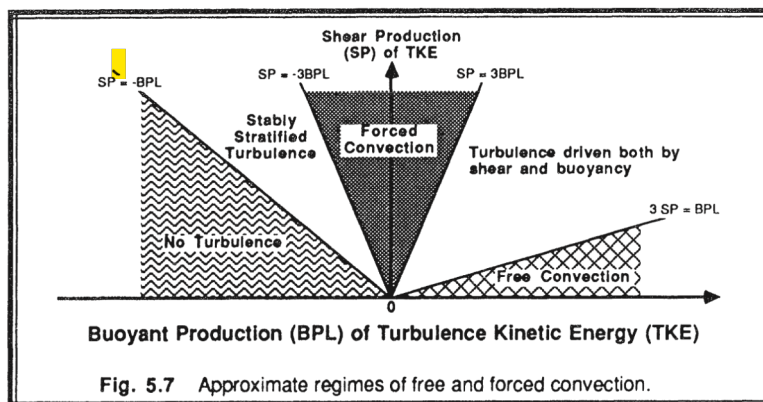 Shear Production
(SP) of TKE
SP = -BPL
SP = -3BPL
SP = 3BPL
Stably
Stratified
Turbulence
Forced
Convection
Turbulence driven both by
shear and buoyancy
3 SP = BPL
No Turbulence
Free Convection
0
Buoyant Production (BPL) of Turbulence Kinetic Energy (TKE)
Fig. 5.7 Approximate regimes of free and forced convection.